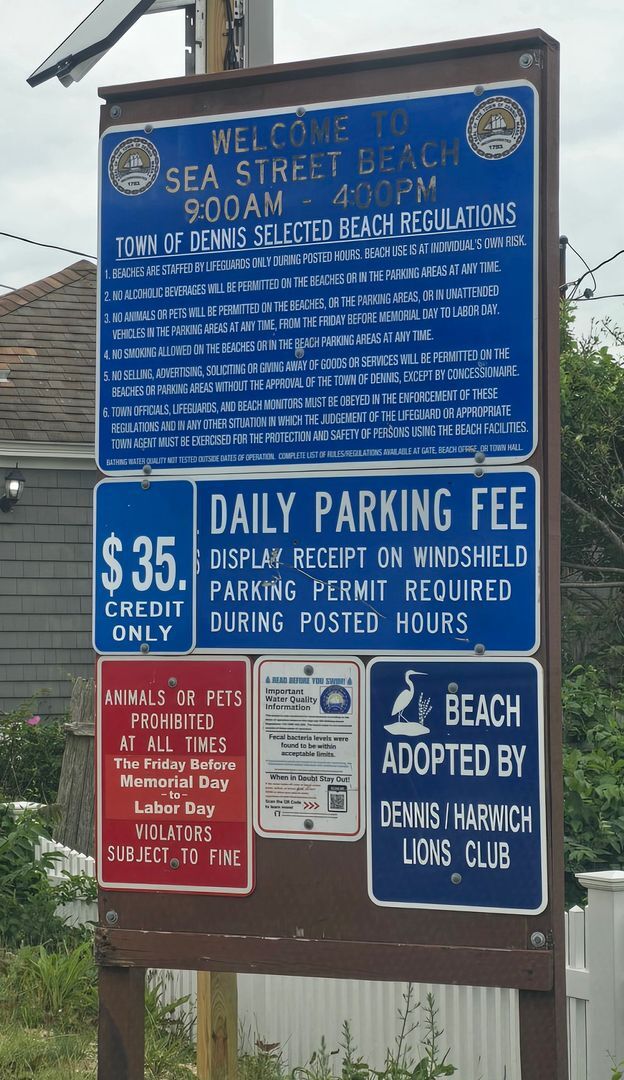 WELCOME TO
SEA STREET BEACH
9:00AM - 4:00PM
TOWN OF DENNIS SELECTED BEACH REGULATIONS
1. BEACHES ARE STAFFED BY LIFEGUARDS ONLY DURING POSTED HOURS. BEACH USE IS AT INDIVIDUAL'S OWN RISK.
2. NO ALCOHOLIC BEVERAGES WILL BE PERMITTED ON THE BEACHES OR IN THE PARKING AREAS AT ANY TIME.
3. NO ANIMALS OR PETS WILL BE PERMITTED ON THE BEACHES, OR THE PARKING AREAS, OR IN UNATTENDED
VEHICLES IN THE PARKING AREAS AT ANY TIME, FROM THE FRIDAY BEFORE MEMORIAL DAY TO LABOR DAY.
4. NO SMOKING ALLOWED ON THE BEACHES OR IN THE BEACH PARKING AREAS AT ANY TIME.
5. NO SELLING, ADVERTISING, SOLICITING OR GIVING AWAY OF GOODS OR SERVICES WILL BE PERMITTED ON THE
BEACHES OR PARKING AREAS WITHOUT THE APPROVAL OF THE TOWN OF DENNIS, EXCEPT BY CONCESSIONAIRE.
6. TOWN OFFICIALS, LIFEGUARDS, AND BEACH MONITORS MUST BE OBEYED IN THE ENFORCEMENT OF THESE
REGULATIONS AND IN ANY OTHER SITUATION IN WHICH THE JUDGEMENT OF THE LIFEGUARD OR APPROPRIATE
TOWN AGENT MUST BE EXERCISED FOR THE PROTECTION AND SAFETY OF PERSONS USING THE BEACH FACILITIES.
BATHING WATER QUALITY NOT TESTED OUTSIDE DATES OF OPERATION. COMPLETE LIST OF RULES/REGULATIONS AVAILABLE AT GATE, BEACH OFFICE, OR TOWN HALL.
$35.
CREDIT
ONLY
DAILY PARKING FEE
DISPLAY RECEIPT ON WINDSHIELD
PARKING PERMIT REQUIRED
DURING POSTED HOURS
ANIMALS OR PETS
PROHIBITED
AT ALL TIMES
The Friday Before
Memorial Day
-to-
Labor Day
VIOLATORS
SUBJECT TO FINE
READ BEFORE YOU SWIM!
Important
Water Quality
Information
Fecal bacteria levels were
found to be within
acceptable limits.
When in Doubt Stay Out!
Scan the QR Code
to learn more!
BEACH
ADOPTED BY
DENNIS / HARWICH
LIONS CLUB